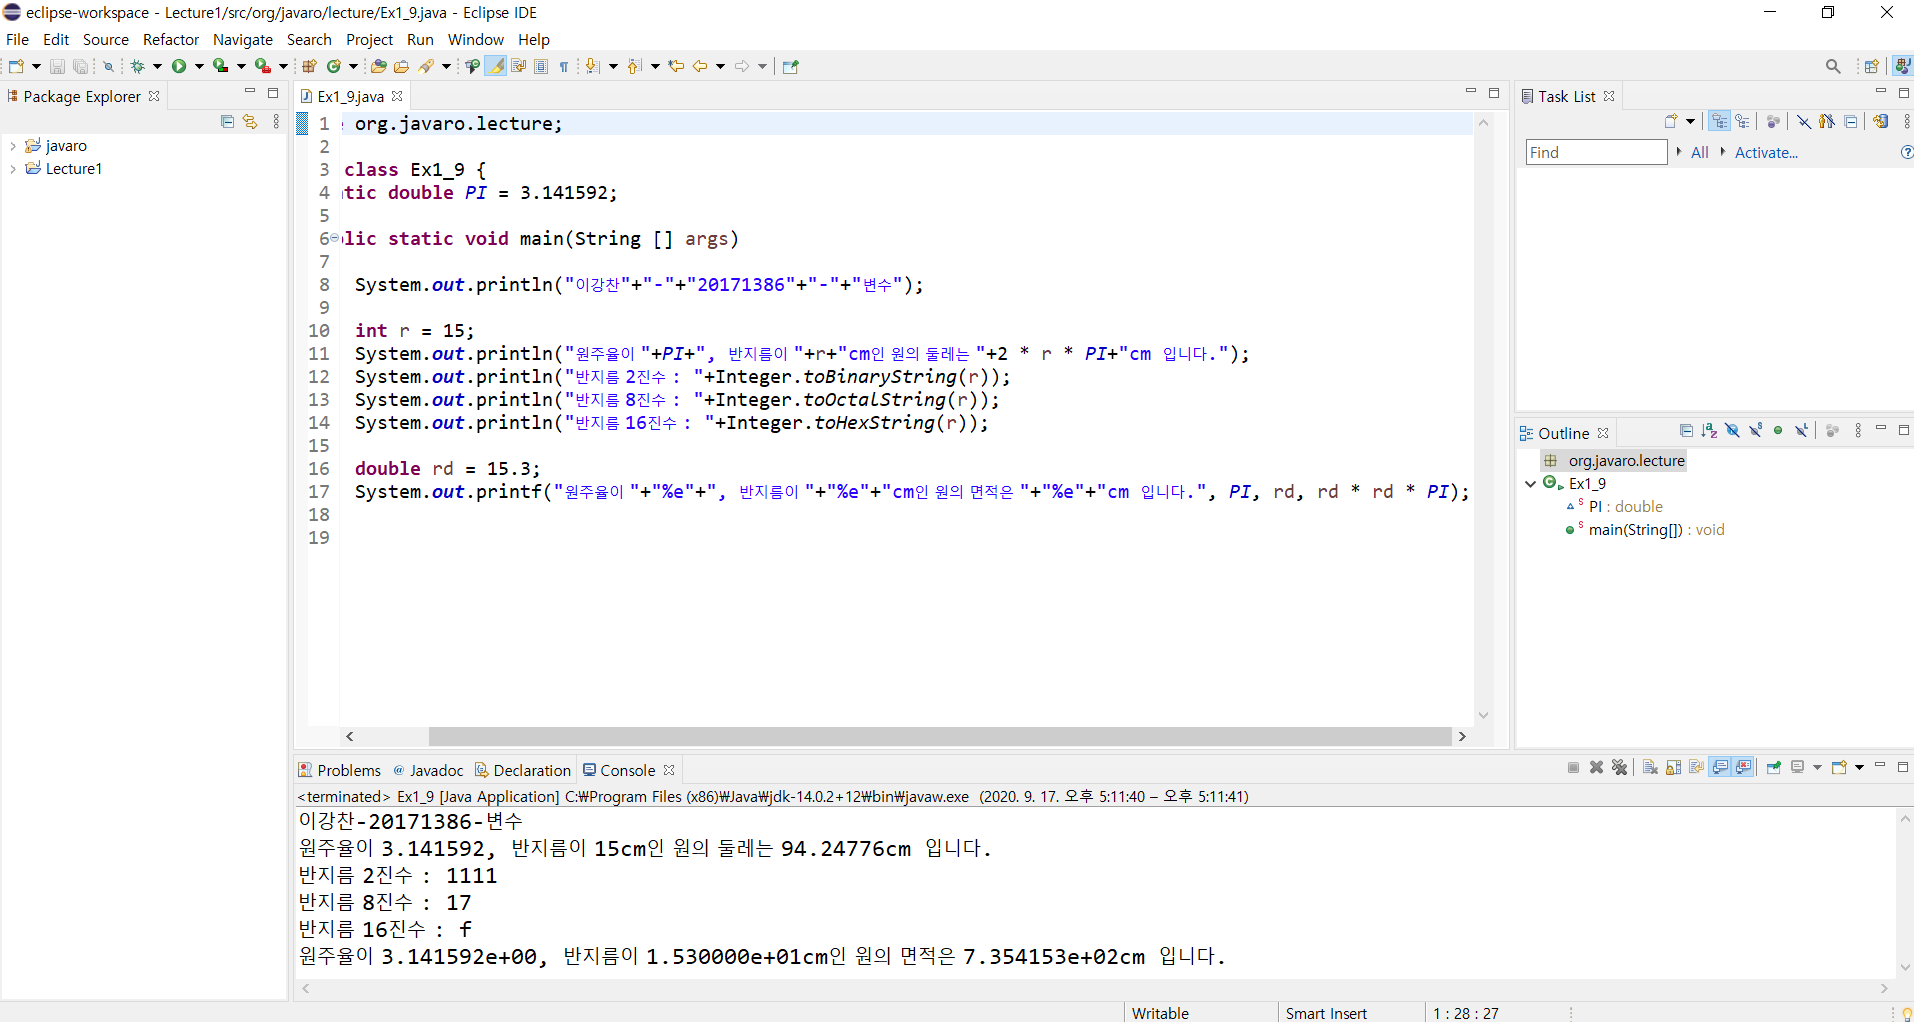 eclipse-workspace - Lecture1/src/org/javaro/lecture/Ex1_9.java - Eclipse IDE
File Edit Source Refactor Navigate Search Project Run Window Help
Package Explorer
javaro
Lecture1
Ex1_9.java
1 org.javaro.lecture;
2
3 class Ex1_9 {
4 tic double PI = 3.141592;
5
6 lic static void main(String [] args)
7
8 System.out.println("이강찬"+"-"+"20171386"+"-"+"변수");
9
10 int r = 15;
11 System.out.println("원주율이 "+PI+", 반지름이 "+r+"cm인 원의 둘레는 "+2 * r * PI+"cm 입니다.");
12 System.out.println("반지름 2진수 : "+Integer.toBinaryString(r));
13 System.out.println("반지름 8진수 : "+Integer.toOctalString(r));
14 System.out.println("반지름 16진수 : "+Integer.toHexString(r));
15
16 double rd = 15.3;
17 System.out.printf("원주율이 "+"%e"+", 반지름이 "+"%e"+"cm인 원의 면적은 "+"%e"+"cm 입니다.", PI, rd, rd * rd * PI);
18
19
Task List
Find
All
Activate...
Outline
org.javaro.lecture
Ex1_9
PI : double
main(String[]) : void
Problems @ Javadoc Declaration Console
<terminated> Ex1_9 [Java Application] C:₩Program Files (x86)₩Java₩jdk-14.0.2+12₩bin₩javaw.exe (2020. 9. 17. 오후 5:11:40 – 오후 5:11:41)
이강찬-20171386-변수
원주율이 3.141592, 반지름이 15cm인 원의 둘레는 94.24776cm 입니다.
반지름 2진수 : 1111
반지름 8진수 : 17
반지름 16진수 : f
원주율이 3.141592e+00, 반지름이 1.530000e+01cm인 원의 면적은 7.354153e+02cm 입니다.
Writable
Smart Insert
1 : 28 : 27